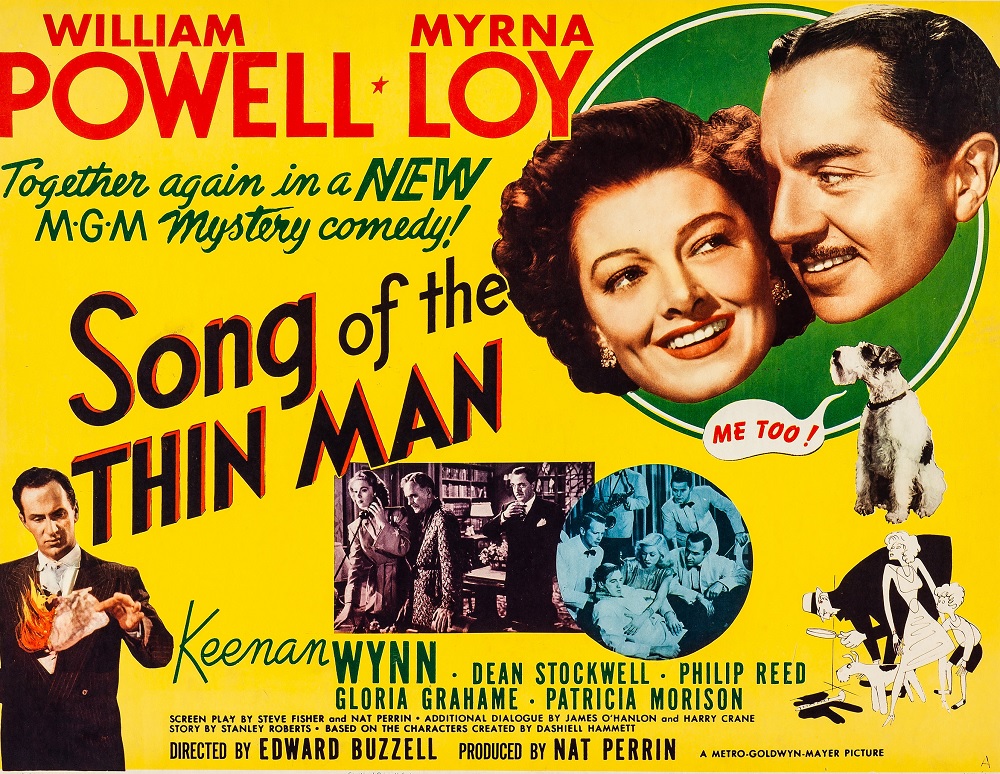 WILLIAM MYRNA
POWELL * LOY
Together again in a NEW
M·G·M Mystery comedy!
Song of the
THIN MAN
ME TOO!
Keenan WYNN · DEAN STOCKWELL · PHILIP REED
GLORIA GRAHAME · PATRICIA MORISON
SCREEN PLAY BY STEVE FISHER and NAT PERRIN · ADDITIONAL DIALOGUE BY JAMES O'HANLON and HARRY CRANE
STORY BY STANLEY ROBERTS · BASED ON THE CHARACTERS CREATED BY DASHIELL HAMMETT
DIRECTED BY EDWARD BUZZELL PRODUCED BY NAT PERRIN A METRO-GOLDWYN-MAYER PICTURE
A